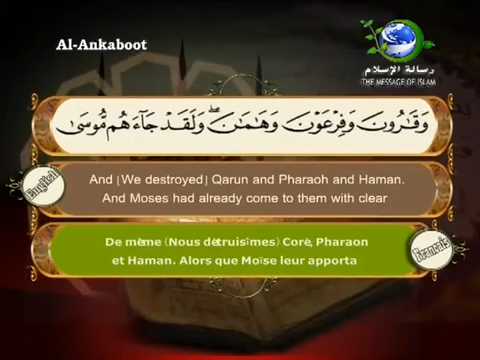 Al-Ankaboot
رسالة الإسلام
THE MESSAGE OF ISLAM
وَقَٰرُونَ وَفِرْعَوْنَ وَهَٰمَٰنَ ۖ وَلَقَدْ جَآءَهُم مُّوسَىٰ
English
And [We destroyed] Qarun and Pharaoh and Haman.
And Moses had already come to them with clear
De même (Nous détruisîmes) Coré, Pharaon
et Haman. Alors que Moïse leur apporta
Francais